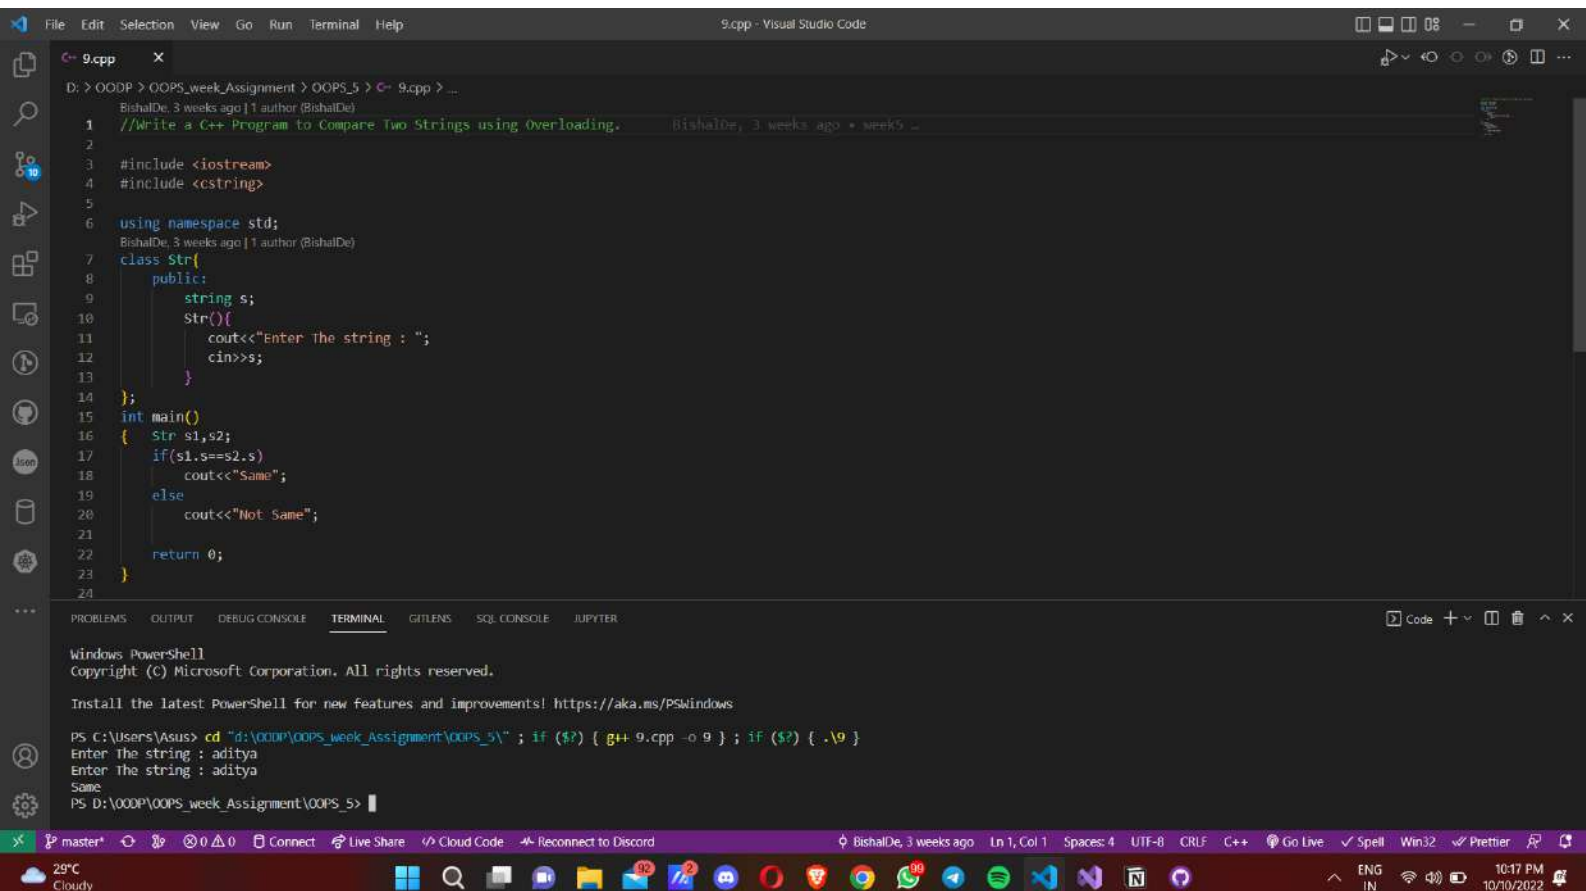 File Edit Selection View Go Run Terminal Help 9.cpp - Visual Studio Code
9.cpp
D: > OODP > OOPS_week_Assignment > OOPS_5 > 9.cpp > ...
BishalDe, 3 weeks ago | 1 author (BishalDe)
1 //Write a C++ Program to Compare Two Strings using Overloading. BishalDe, 3 weeks ago • week5 …
2
3 #include <iostream>
4 #include <cstring>
5
6 using namespace std;
BishalDe, 3 weeks ago | 1 author (BishalDe)
7 class Str{
8 public:
9 string s;
10 Str(){
11 cout<<"Enter The string : ";
12 cin>>s;
13 }
14 };
15 int main()
16 { Str s1,s2;
17 if(s1.s==s2.s)
18 cout<<"Same";
19 else
20 cout<<"Not Same";
21
22 return 0;
23 }
24
10
Json
PROBLEMS OUTPUT DEBUG CONSOLE TERMINAL GITLENS SQL CONSOLE JUPYTER Code
Windows PowerShell
Copyright (C) Microsoft Corporation. All rights reserved.
Install the latest PowerShell for new features and improvements! https://aka.ms/PSWindows
PS C:\Users\Asus> cd "d:\OODP\OOPS_week_Assignment\OOPS_5\" ; if ($?) { g++ 9.cpp -o 9 } ; if ($?) { .\9 }
Enter The string : aditya
Enter The string : aditya
Same
PS D:\OODP\OOPS_week_Assignment\OOPS_5>
master* 0 0 Connect Live Share Cloud Code Reconnect to Discord BishalDe, 3 weeks ago Ln 1, Col 1 Spaces: 4 UTF-8 CRLF C++ Go Live Spell Win32 Prettier
29°C
Cloudy
92 2 99
ENG
IN
10:17 PM
10/10/2022